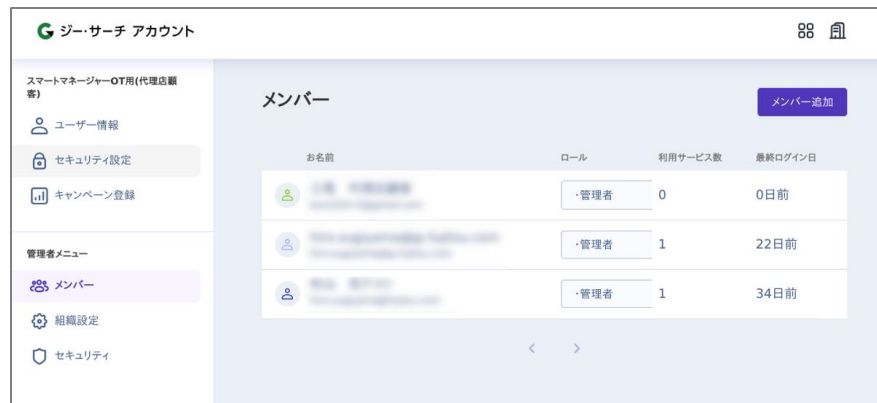 ジー・サーチ アカウント
スマートマネージャーOT用(代理店顧
客)
ユーザー情報
セキュリティ設定
キャンペーン登録
管理者メニュー
メンバー
組織設定
セキュリティ
メンバー
メンバー追加
お名前 ロール 利用サービス数 最終ログイン日
・管理者 0 0日前
・管理者 1 22日前
・管理者 1 34日前